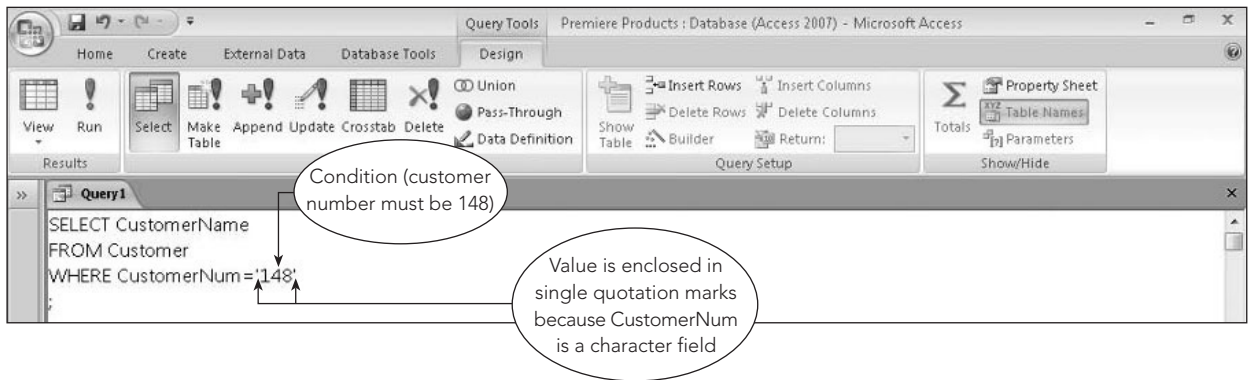 Query Tools Premiere Products : Database (Access 2007) - Microsoft Access
Home Create External Data Database Tools Design
View
Run
Select
Make Table
Append
Update
Crosstab
Delete
Union
Pass-Through
Data Definition
Show Table
Insert Rows
Delete Rows
Builder
Insert Columns
Delete Columns
Return:
Totals
Property Sheet
XYZ
Table Names
Parameters
Results
Query Setup
Show/Hide
Query1
Condition (customer
number must be 148)
SELECT CustomerName
FROM Customer
WHERE CustomerNum='148'
;
Value is enclosed in
single quotation marks
because CustomerNum
is a character field